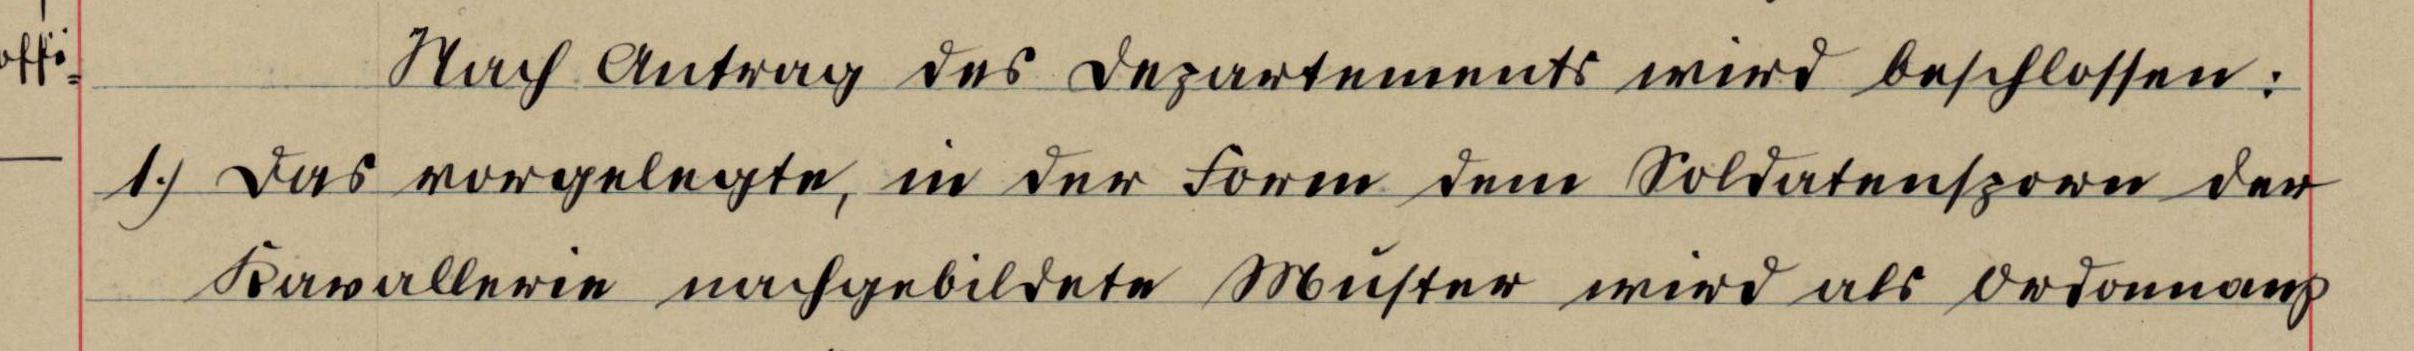 offi=
Nach Antrag des Departements wird beschlossen:
1.) Das vorgelegte, in der Form dem Soldatensporn der
Kavallerie nachgebildete Muster wird als Ordonnanz